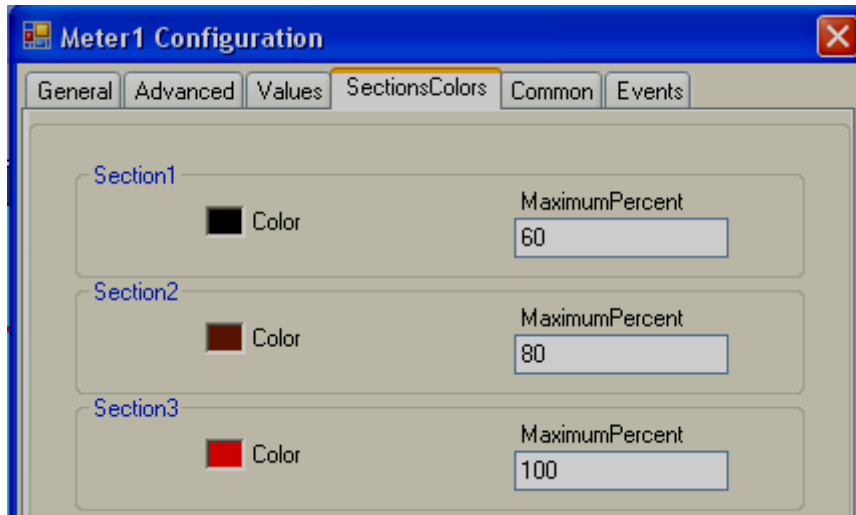 Meter1 Configuration
General Advanced Values SectionsColors Common Events
Section1
Color
MaximumPercent
60
Section2
Color
MaximumPercent
80
Section3
Color
MaximumPercent
100